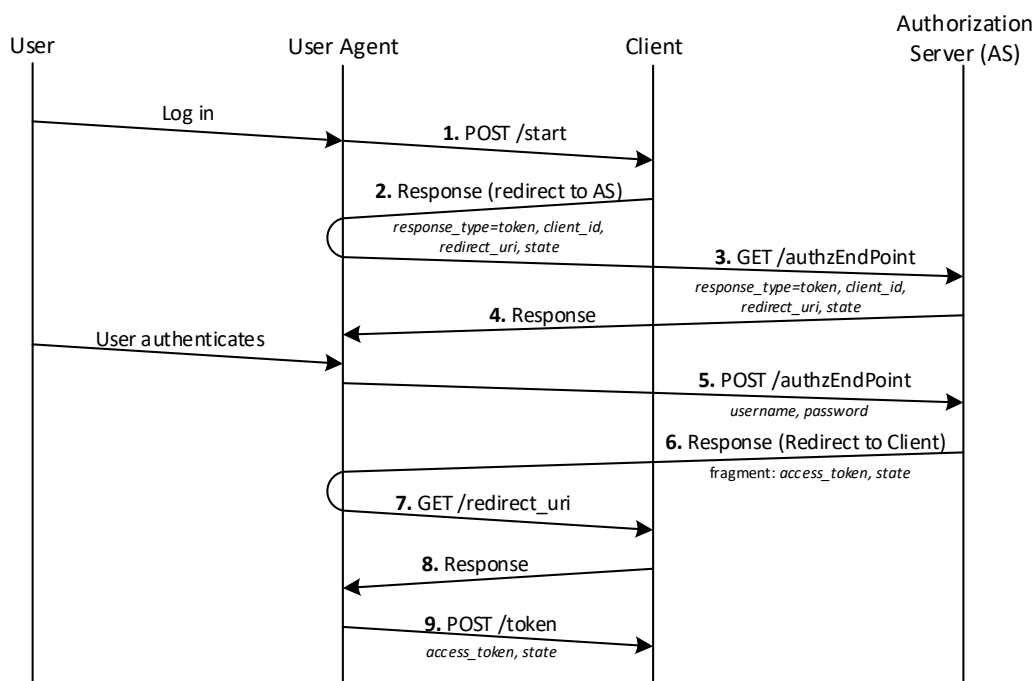 User
User Agent
Client
Authorization
Server (AS)
Log in
1. POST /start
2. Response (redirect to AS)
response_type=token, client_id,
redirect_uri, state
3. GET /authzEndPoint
response_type=token, client_id,
redirect_uri, state
4. Response
User authenticates
5. POST /authzEndPoint
username, password
6. Response (Redirect to Client)
fragment: access_token, state
7. GET /redirect_uri
8. Response
9. POST /token
access_token, state